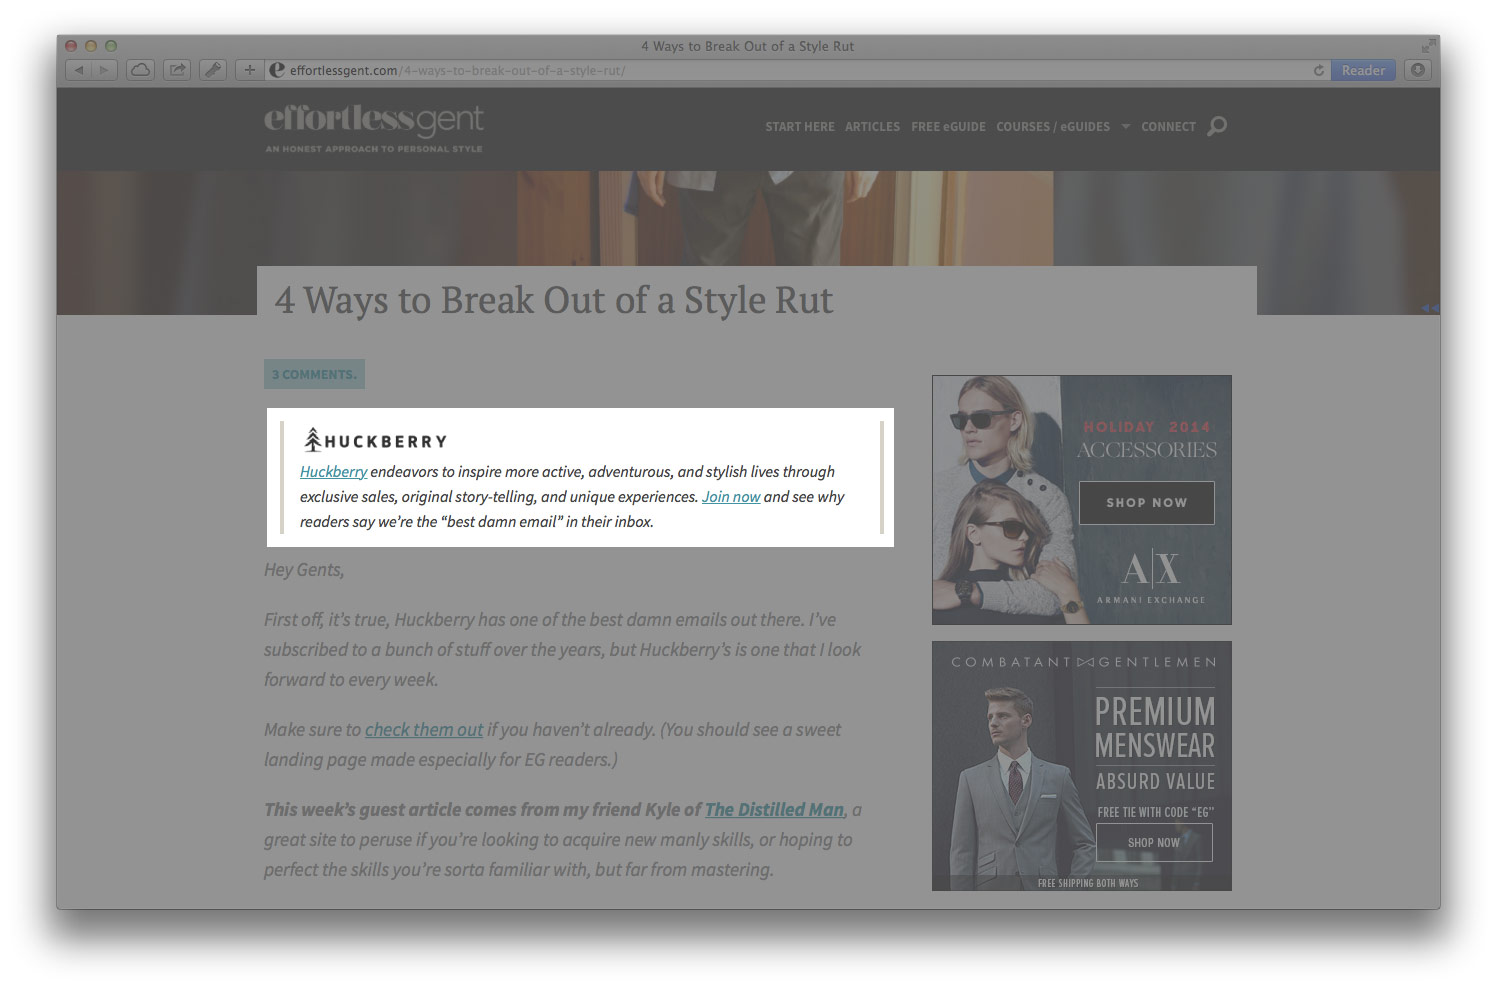 4 Ways to Break Out of a Style Rut
effortlessgent.com/4-ways-to-break-out-of-a-style-rut/
Reader
effortlessgent
AN HONEST APPROACH TO PERSONAL STYLE
START HERE ARTICLES FREE eGUIDE COURSES / eGUIDES CONNECT
4 Ways to Break Out of a Style Rut
3 COMMENTS.
HUCKBERRY
Huckberry endeavors to inspire more active, adventurous, and stylish lives through
exclusive sales, original story-telling, and unique experiences. Join now and see why
readers say we’re the “best damn email” in their inbox.
Hey Gents,
First off, it’s true, Huckberry has one of the best damn emails out there. I’ve
subscribed to a bunch of stuff over the years, but Huckberry’s is one that I look
forward to every week.
Make sure to check them out if you haven’t already. (You should see a sweet
landing page made especially for EG readers.)
This week’s guest article comes from my friend Kyle of The Distilled Man, a
great site to peruse if you’re looking to acquire new manly skills, or hoping to
perfect the skills you’re sorta familiar with, but far from mastering.
HOLIDAY 2014
ACCESSORIES
SHOP NOW
A|X
ARMANI EXCHANGE
COMBATANT GENTLEMEN
PREMIUM
MENSWEAR
ABSURD VALUE
FREE TIE WITH CODE “EG”
SHOP NOW
FREE SHIPPING BOTH WAYS